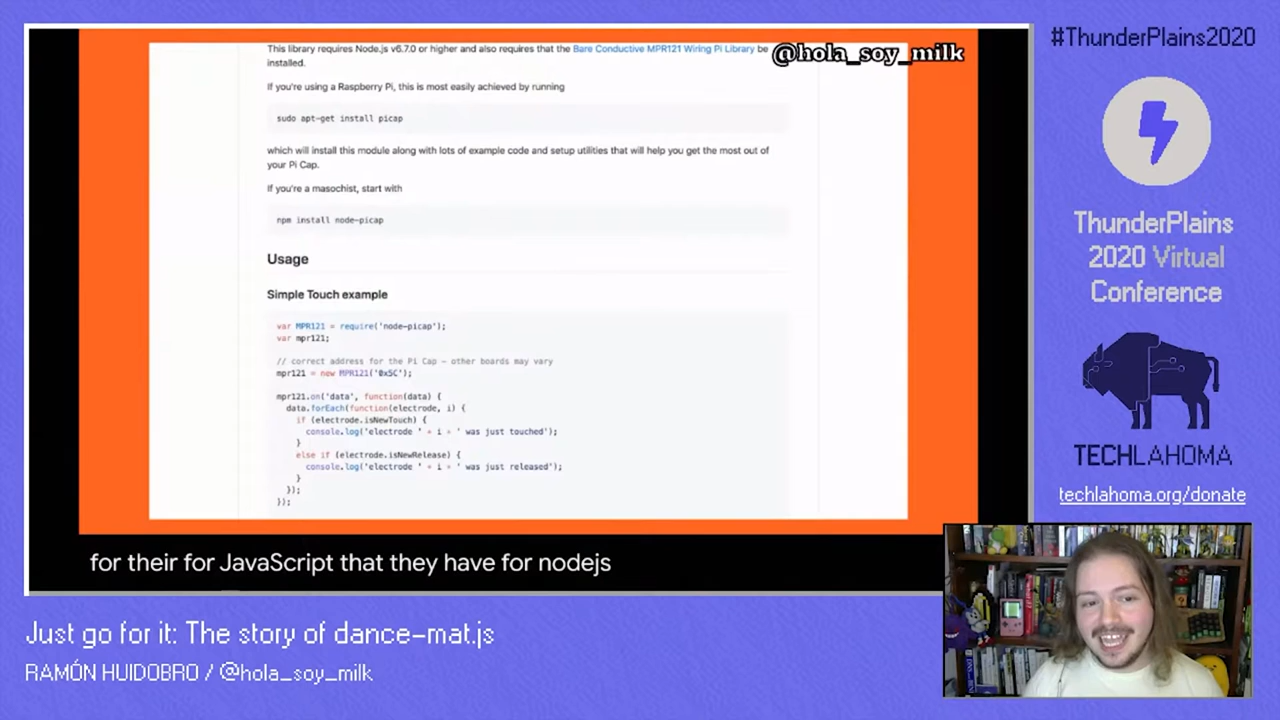 This library requires Node.js v6.7.0 or higher and also requires that the Bare Conductive MPR121 Wiring Pi Library be
installed.
@hola_soy_milk
If you're using a Raspberry Pi, this is most easily achieved by running
sudo apt-get install picap
which will install this module along with lots of example code and setup utilities that will help you get the most out of
your Pi Cap.
If you're a masochist, start with
npm install node-picap
Usage
Simple Touch example
var MPR121 = require('node-picap');
var mpr121;
// correct address for the Pi Cap - other boards may vary
mpr121 = new MPR121('0x5C');
mpr121.on('data', function(data) {
data.forEach(function(electrode, i) {
if (electrode.isNewTouch) {
console.log('electrode ' + i + ' was just touched');
}
else if (electrode.isNewRelease) {
console.log('electrode ' + i + ' was just released');
}
});
});
for their for JavaScript that they have for nodejs
#ThunderPlains2020
ThunderPlains
2020 Virtual
Conference
TECHLAHOMA
techlahoma.org/donate
Just go for it: The story of dance-mat.js
RAMÓN HUIDOBRO / @hola_soy_milk